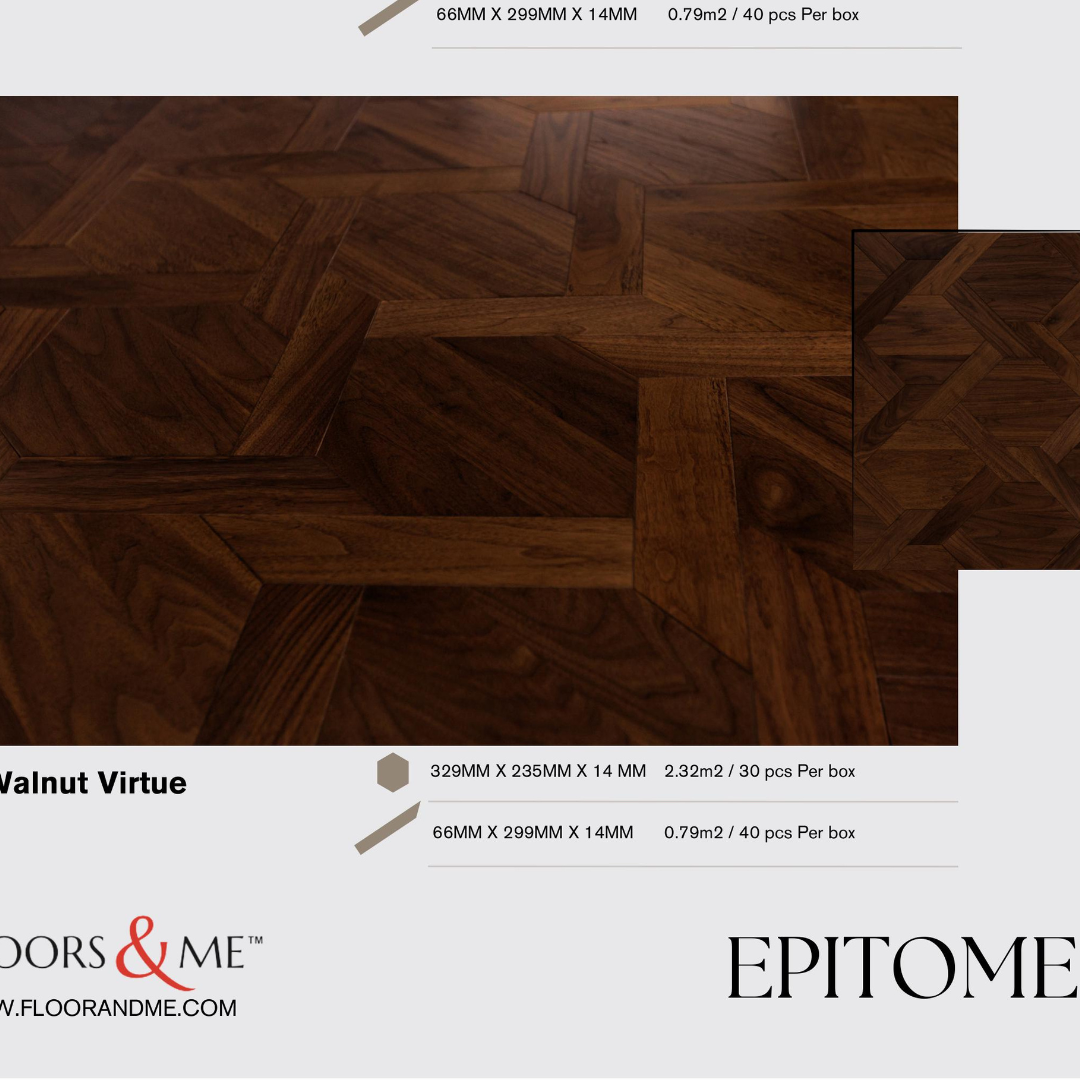 66MM X 299MM X 14MM 0.79m2 / 40 pcs Per box
Walnut Virtue
329MM X 235MM X 14 MM 2.32m2 / 30 pcs Per box
66MM X 299MM X 14MM 0.79m2 / 40 pcs Per box
OORS & ME™
W.FLOORANDME.COM
EPITOME